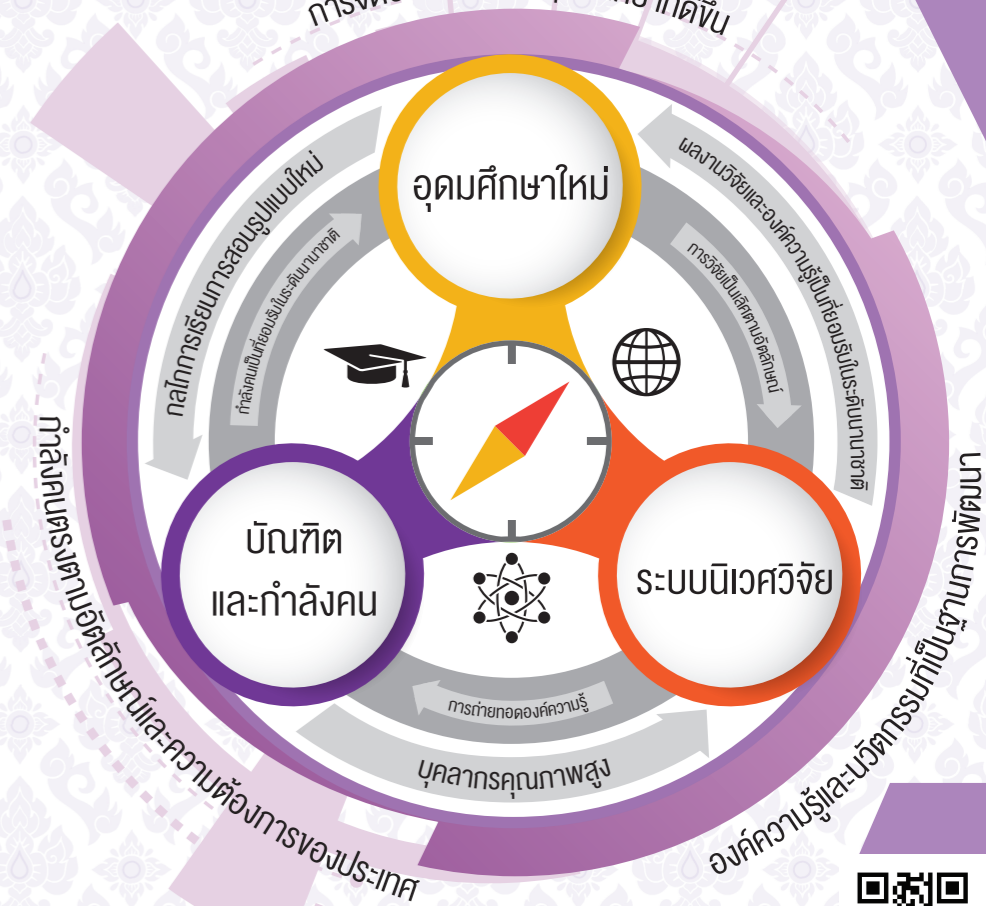 อุดมศึกษาใหม่
กลไกการเรียนการสอนรูปแบบใหม่
กำลังคนเป็นที่ยอมรับในระดับนานาชาติ
ผลงานวิจัยและองค์ความรู้เป็นที่ยอมรับในระดับนานาชาติ
การวิจัยเป็นเลิศตามอัตลักษณ์
บัณฑิต
และกำลังคน
ระบบนิเวศวิจัย
การถ่ายทอดองค์ความรู้
บุคลากรคุณภาพสูง
กำลังคนตรงตามอัตลักษณ์และความต้องการของประเทศ
องค์ความรู้และนวัตกรรมที่เป็นฐานการพัฒนา